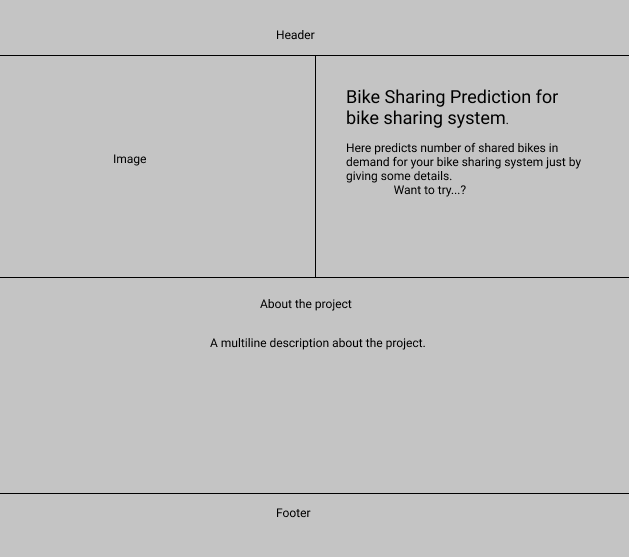 Header
Image
Bike Sharing Prediction for
bike sharing system.
Here predicts number of shared bikes in
demand for your bike sharing system just by
giving some details.
Want to try...?
About the project
A multiline description about the project.
Footer